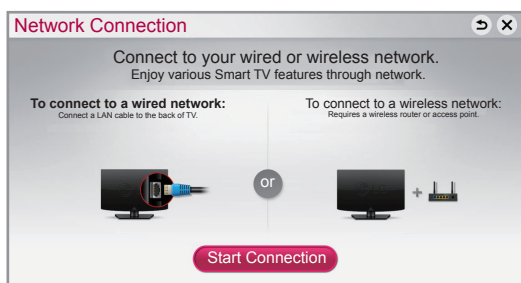 Network Connection
Connect to your wired or wireless network.
Enjoy various Smart TV features through network.
To connect to a wired network:
Connect a LAN cable to the back of TV.
To connect to a wireless network:
Requires a wireless router or access point.
or
+
Start Connection